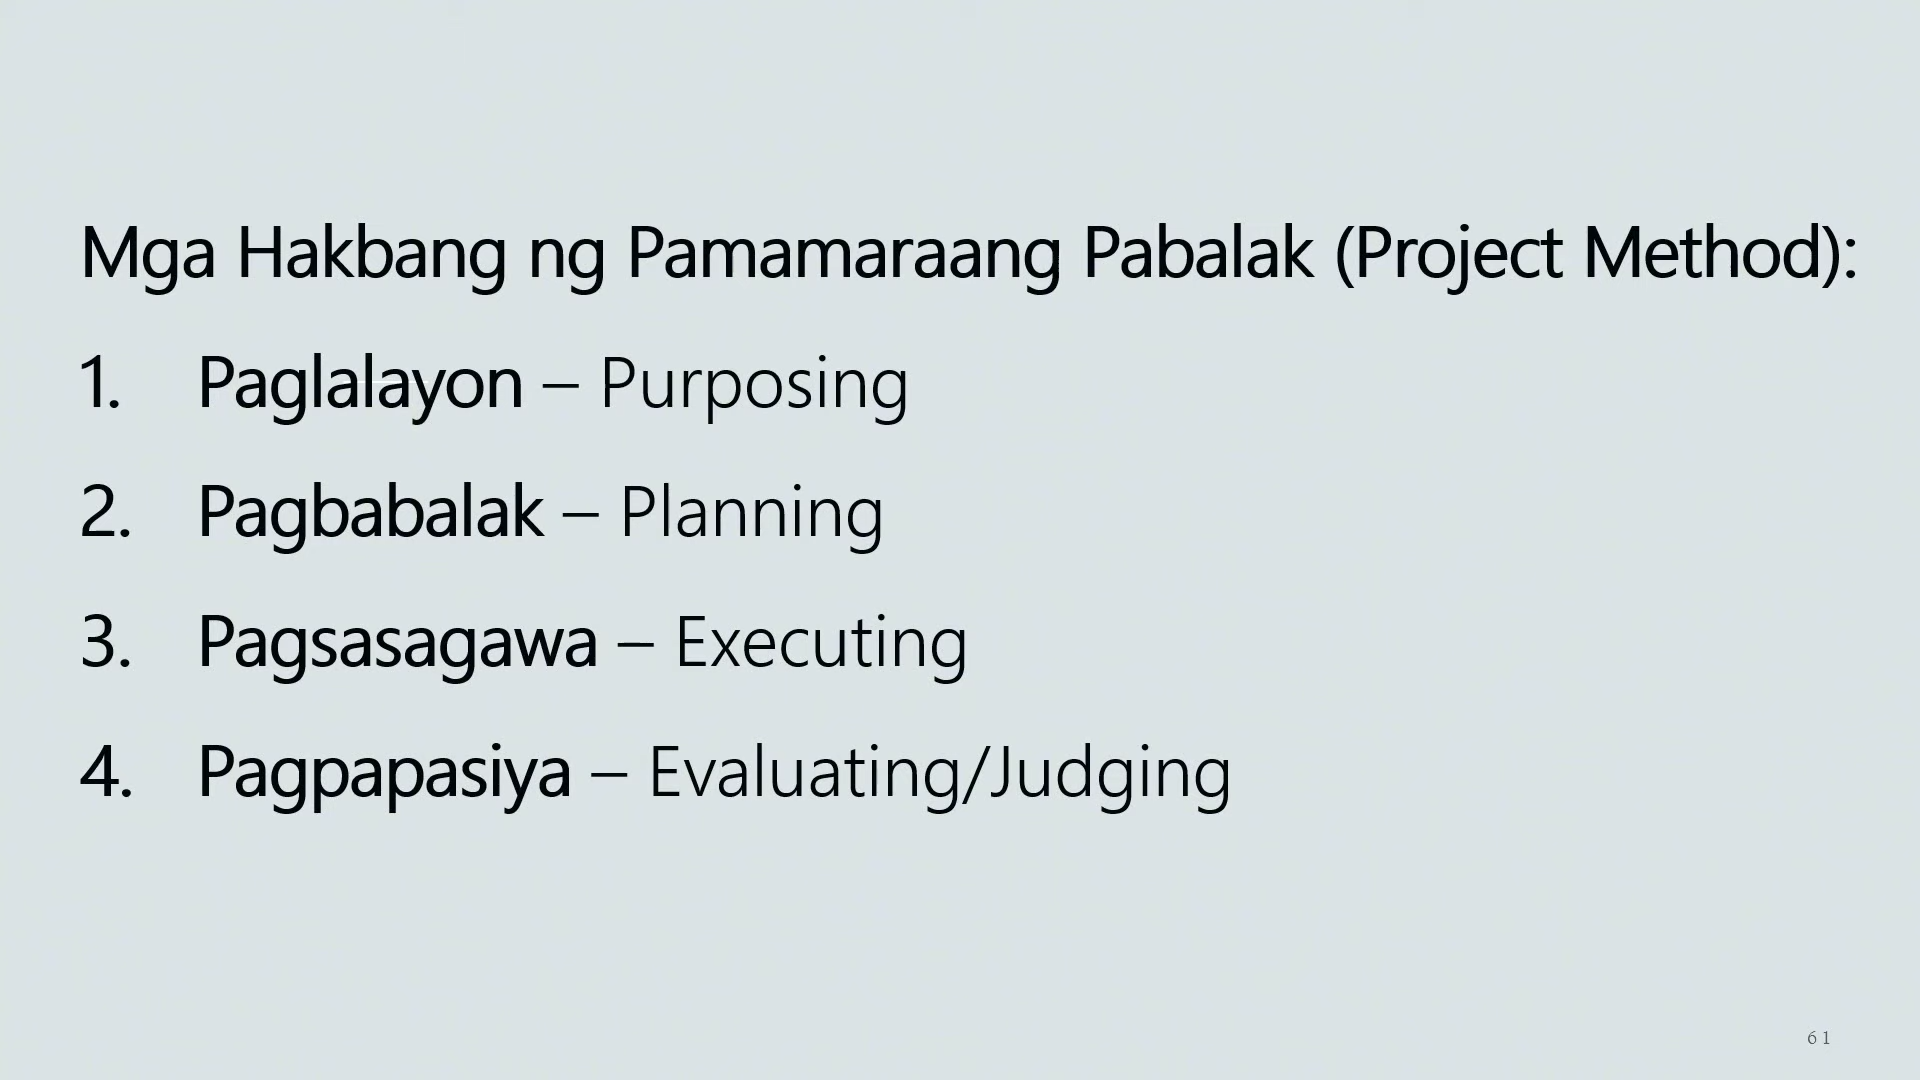 Mga Hakbang ng Pamamaraang Pabalak (Project Method):
1. Paglalayon – Purposing
2. Pagbabalak – Planning
3. Pagsasagawa – Executing
4. Pagpapasiya – Evaluating/Judging
61